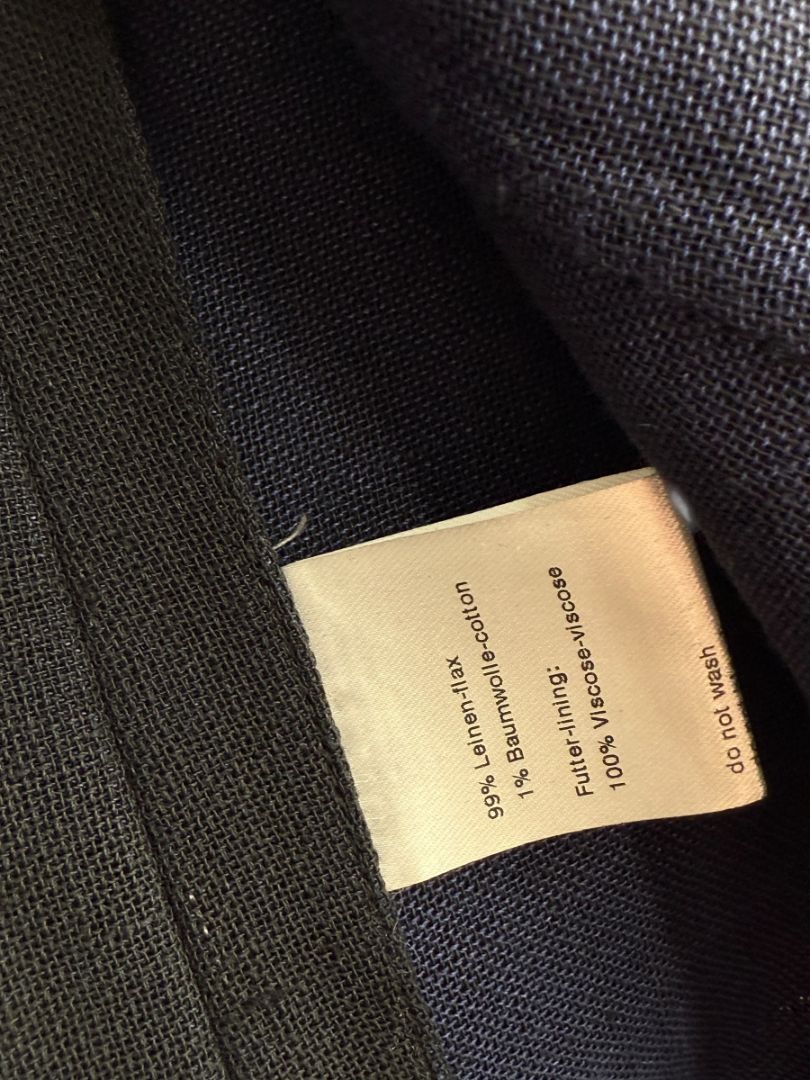 99% Leinen-flax
1% Baumwolle-cotton
Futter-lining:
100% Viscose-viscose
do not wash